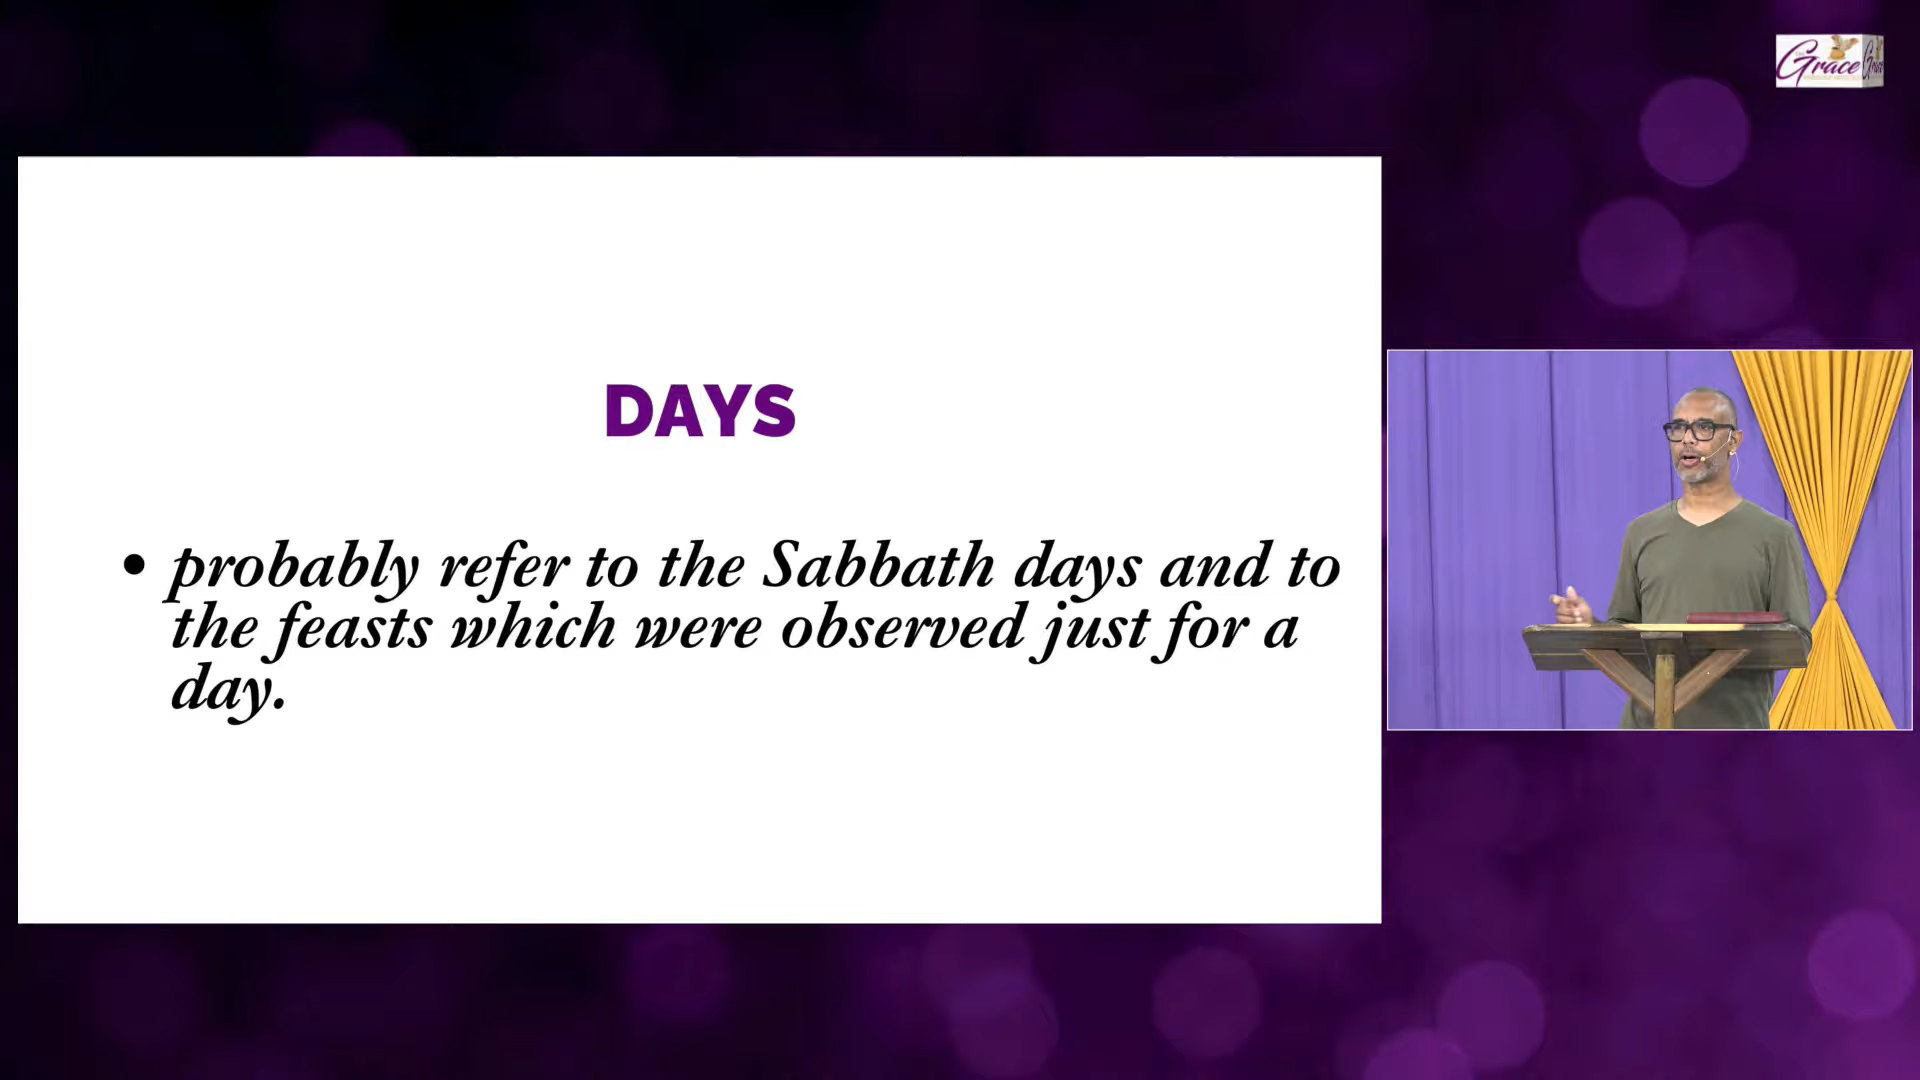 Grace
DAYS
• probably refer to the Sabbath days and to
the feasts which were observed just for a
day.